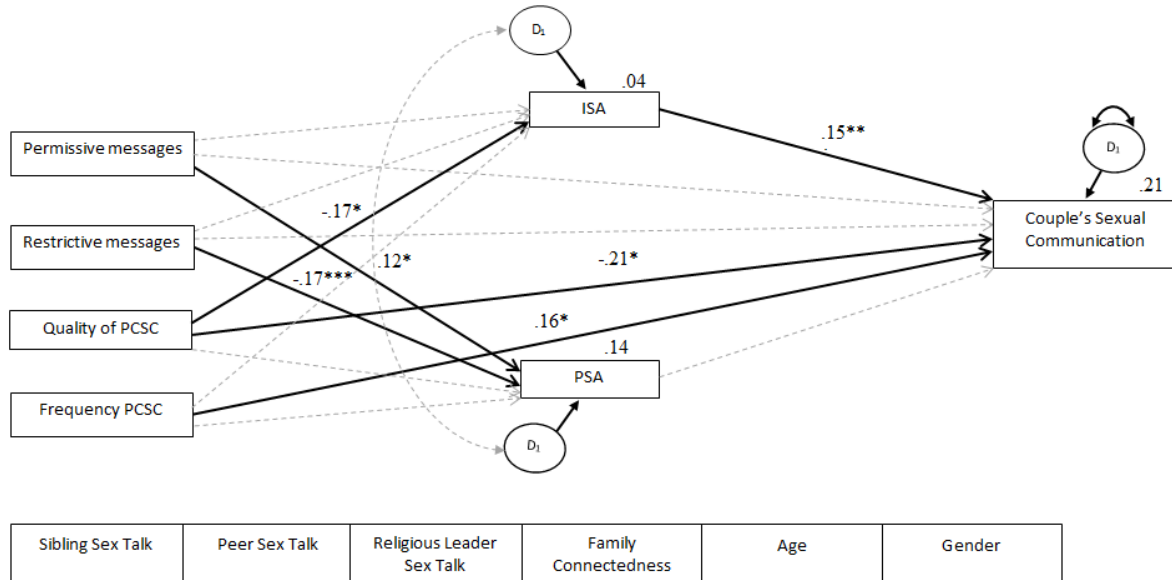 D₁
.04
ISA
Permissive messages
.15**
D₁
.21
Couple's Sexual
Communication
-.17*
Restrictive messages
.12*
-.17***
-.21*
Quality of PCSC
.16*
.14
PSA
Frequency PCSC
D₁
Sibling Sex Talk
Peer Sex Talk
Religious Leader
Sex Talk
Family
Connectedness
Age
Gender